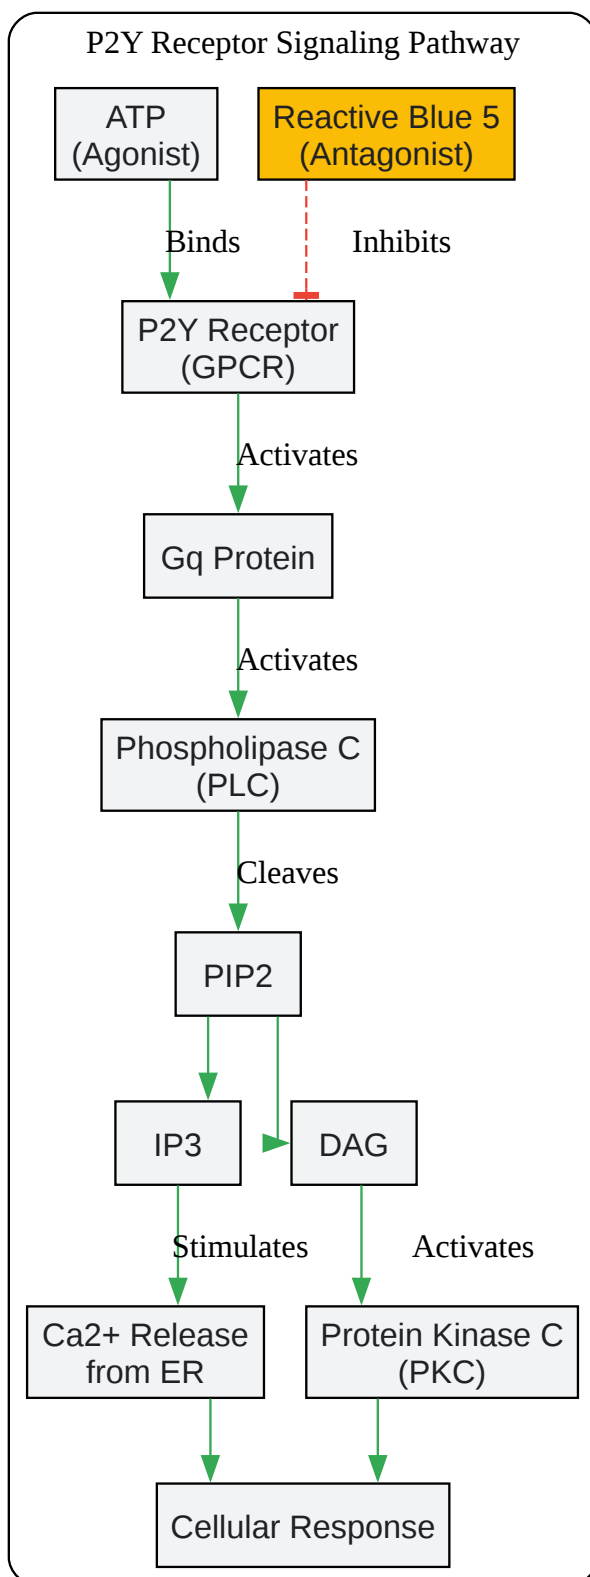 P2Y Receptor Signaling Pathway
ATP
(Agonist)
Reactive Blue 5
(Antagonist)
Binds
Inhibits
P2Y Receptor
(GPCR)
Activates
Gq Protein
Activates
Phospholipase C
(PLC)
Cleaves
PIP2
IP3
DAG
Stimulates
Activates
Ca2+ Release
from ER
Protein Kinase C
(PKC)
Cellular Response